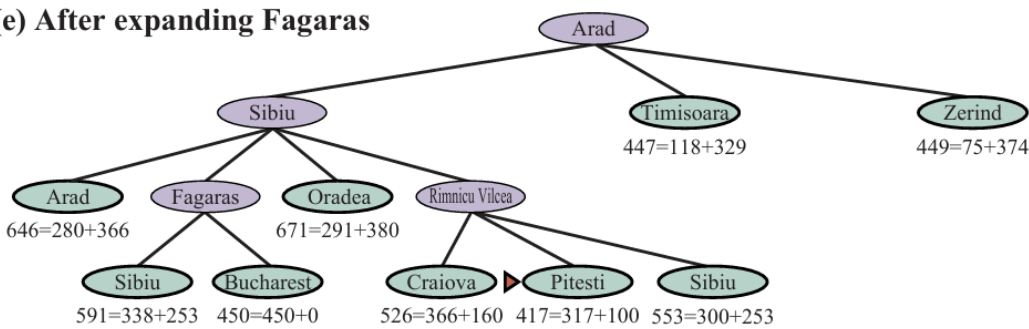 (e) After expanding Fagaras
Arad
Sibiu
Timisoara
Zerind
447=118+329
449=75+374
Arad
Fagaras
Oradea
Rimnicu Vilcea
646=280+366
671=291+380
Sibiu
Bucharest
Craiova
Pitesti
Sibiu
591=338+253
450=450+0
526=366+160
417=317+100
553=300+253